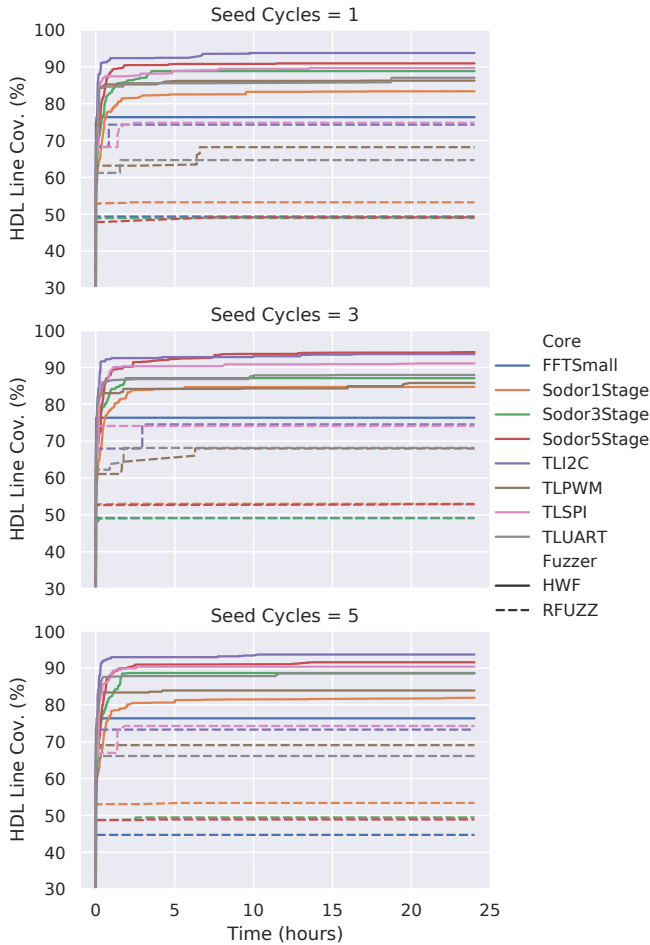 Seed Cycles = 1
100
90
80
70
60
50
40
30
HDL Line Cov. (%)
Seed Cycles = 3
100
90
80
70
60
50
40
30
HDL Line Cov. (%)
Core
FFTSmall
Sodor1Stage
Sodor3Stage
Sodor5Stage
TLI2C
TLPWM
TLSPI
TLUART
Fuzzer
HWF
RFUZZ
Seed Cycles = 5
100
90
80
70
60
50
40
30
HDL Line Cov. (%)
0 5 10 15 20 25
Time (hours)